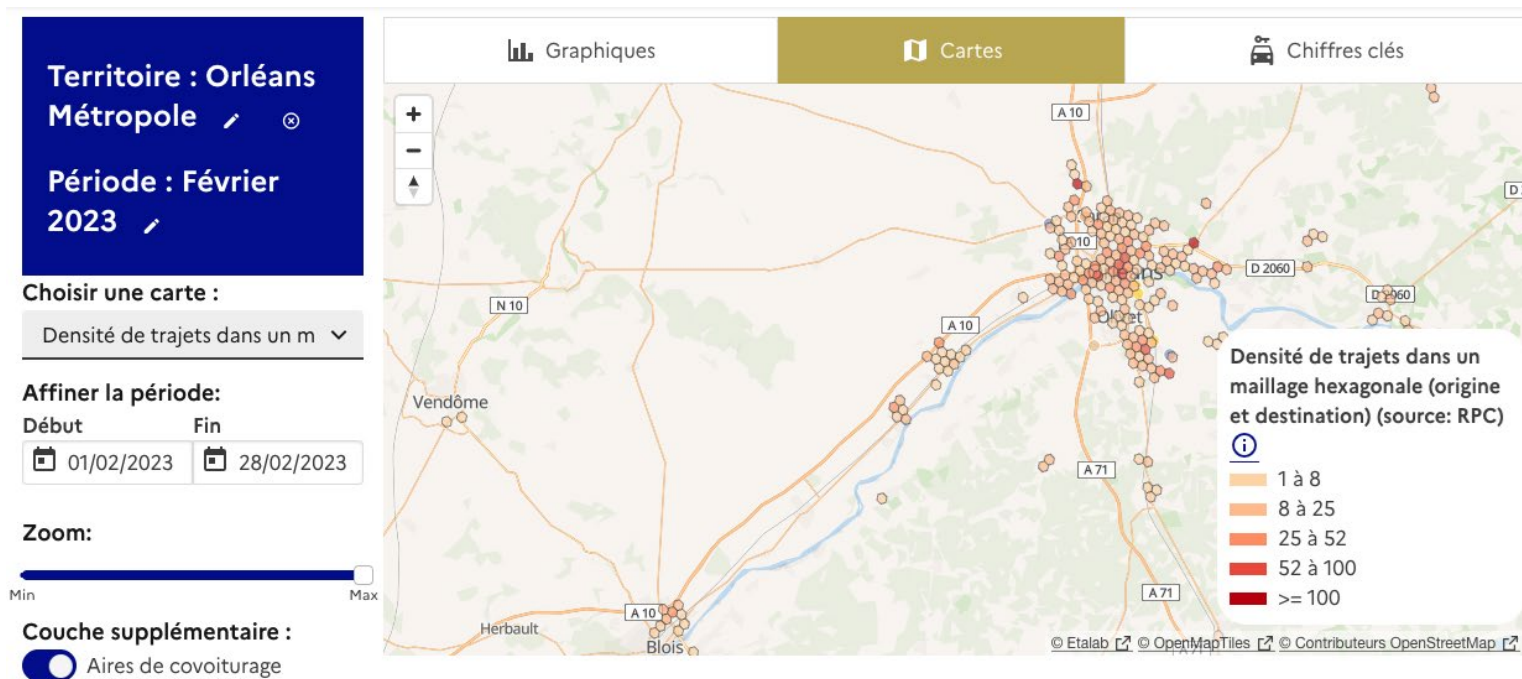 Territoire : Orléans
Métropole
Période : Février
2023
Choisir une carte :
Densité de trajets dans un m
Affiner la période:
Début Fin
01/02/2023 28/02/2023
Zoom:
Min Max
Couche supplémentaire :
Aires de covoiturage
Graphiques Cartes Chiffres clés
A 10
D
10
D 2060
D 2060
N 10
A 10
Vendôme
A 71
A 71
A 10
Herbault
Blois
Densité de trajets dans un
maillage hexagonale (origine
et destination) (source: RPC)
1 à 8
8 à 25
25 à 52
52 à 100
>= 100
© Etalab © OpenMapTiles © Contributeurs OpenStreetMap